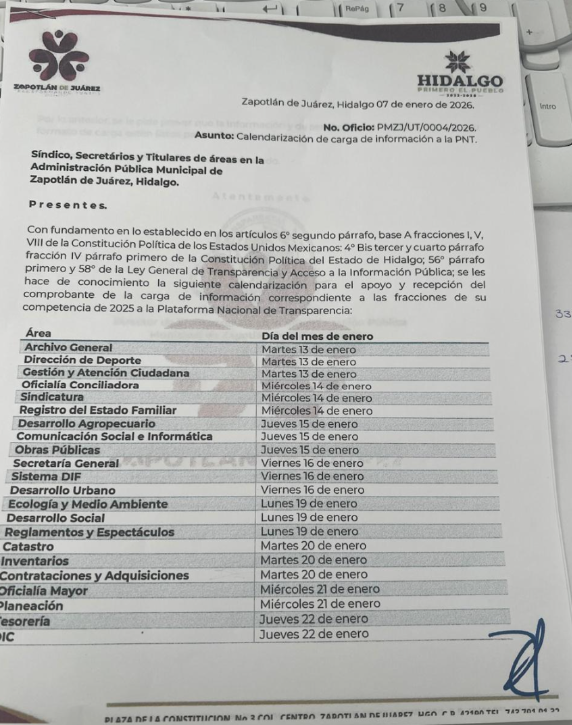 RePág
7
8
9
+
Intro
ZAPOTLÁN DE JUÁREZ
HIDALGO
PRIMERO EL PUEBLO
Zapotlán de Juárez, Hidalgo 07 de enero de 2026.
No. Oficio: PMZJ/UT/0004/2026.
Asunto: Calendarización de carga de información a la PNT.
Síndico, Secretários y Titulares de áreas en la
Administración Pública Municipal de
Zapotlán de Juárez, Hidalgo.
Presentes.
Con fundamento en lo establecido en los artículos 6° segundo párrafo, base A fracciones I, V,
VIII de la Constitución Política de los Estados Unidos Mexicanos: 4° Bis tercer y cuarto párrafo
fracción IV párrafo primero de la Constitución Política del Estado de Hidalgo; 56° párrafo
primero y 58° de la Ley General de Transparencia y Acceso a la Información Pública; se les
hace de conocimiento la siguiente calendarización para el apoyo y recepción del
comprobante de la carga de información correspondiente a las fracciones de su
competencia de 2025 a la Plataforma Nacional de Transparencia:
Área Día del mes de enero
Archivo General Martes 13 de enero
Dirección de Deporte Martes 13 de enero
Gestión y Atención Ciudadana Martes 13 de enero
Oficialía Conciliadora Miércoles 14 de enero
Sindicatura Miércoles 14 de enero
Registro del Estado Familiar Miércoles 14 de enero
Desarrollo Agropecuario Jueves 15 de enero
Comunicación Social e Informática Jueves 15 de enero
Obras Públicas Jueves 15 de enero
Secretaría General Viernes 16 de enero
Sistema DIF Viernes 16 de enero
Desarrollo Urbano Viernes 16 de enero
Ecología y Medio Ambiente Lunes 19 de enero
Desarrollo Social Lunes 19 de enero
Reglamentos y Espectáculos Lunes 19 de enero
Catastro Martes 20 de enero
Inventarios Martes 20 de enero
Contrataciones y Adquisiciones Martes 20 de enero
Oficialía Mayor Miércoles 21 de enero
Planeación Miércoles 21 de enero
Tesorería Jueves 22 de enero
OIC Jueves 22 de enero
33
PLAZA DE LA CONSTITUCION No 3 COL. CENTRO, ZAPOTLAN DE JUAREZ, HGO. C.P. 42190 TEL.